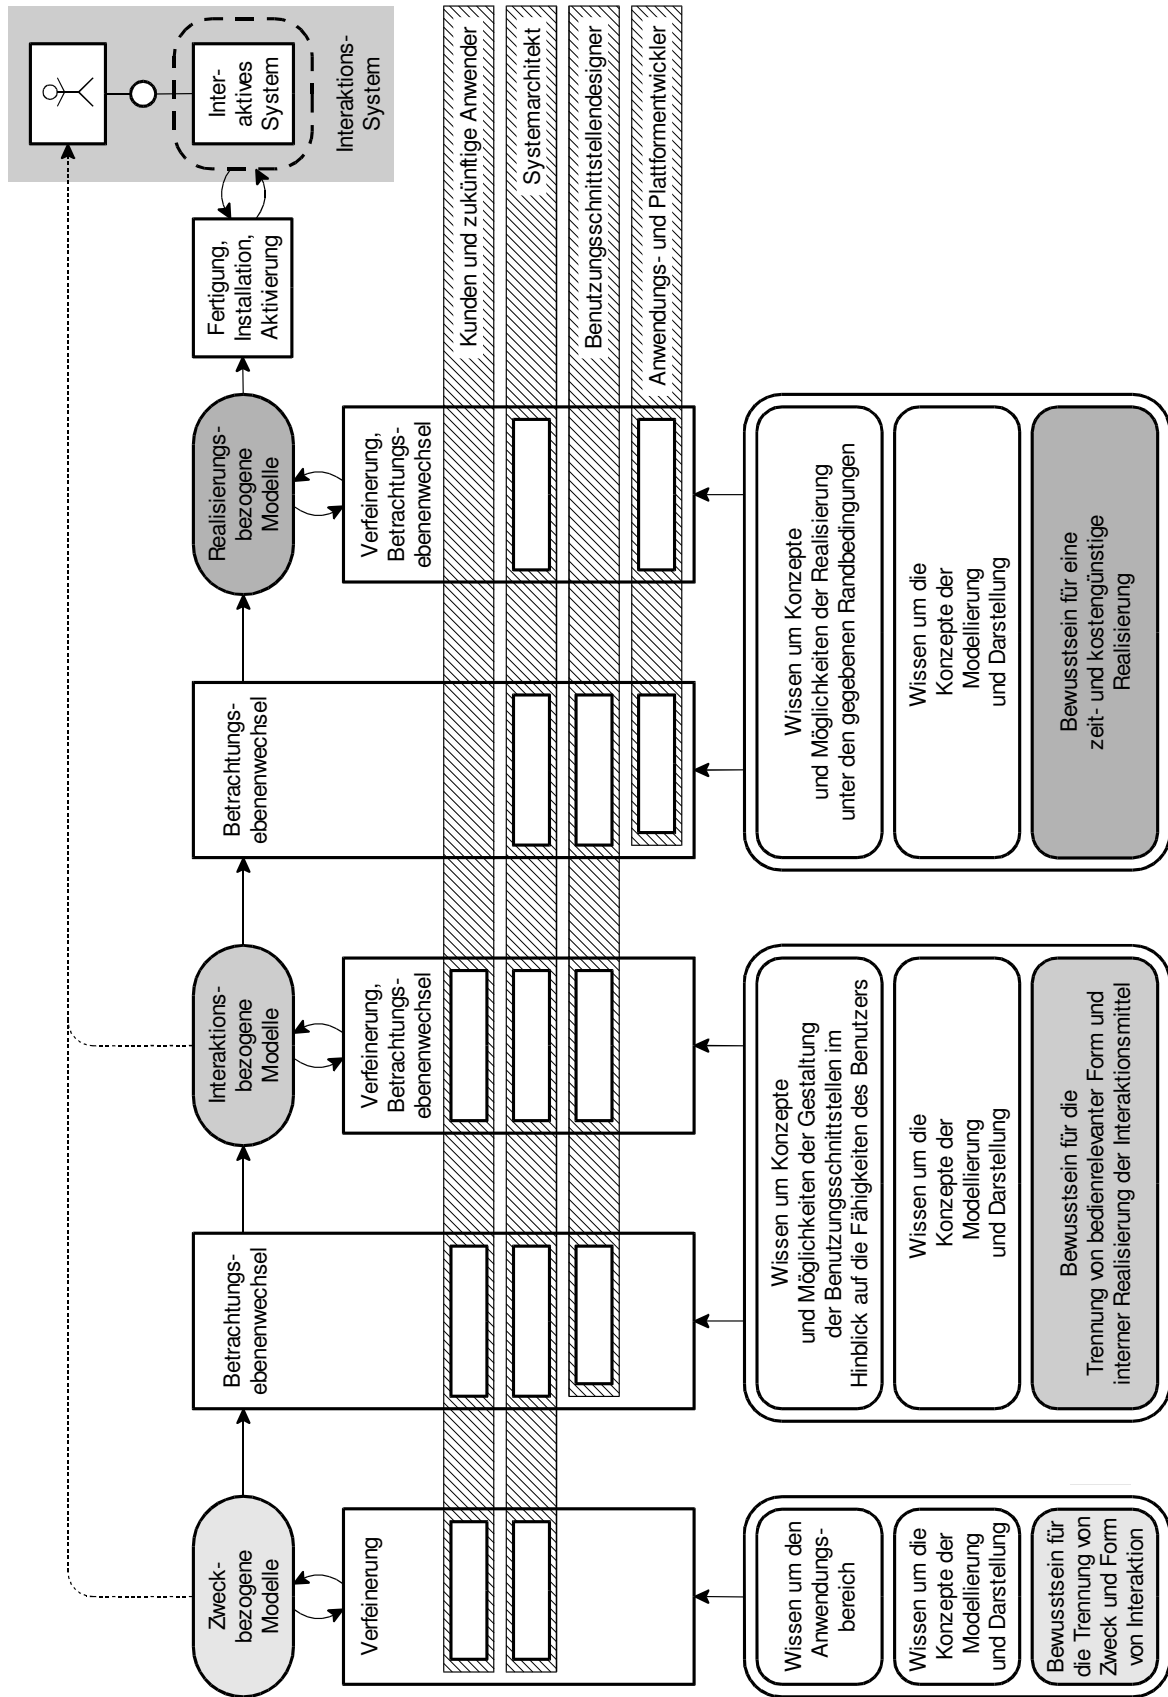 Zweck-
bezogene
Modelle
Interaktions-
bezogene
Modelle
Realisierungs-
bezogene
Modelle
Fertigung,
Installation,
Aktivierung
Inter-
aktives
System
Interaktions-
System
Verfeinerung
Betrachtungs-
ebenenwechsel
Verfeinerung,
Betrachtungs-
ebenenwechsel
Betrachtungs-
ebenenwechsel
Verfeinerung,
Betrachtungs-
ebenenwechsel
Kunden und zukünftige Anwender
Systemarchitekt
Benutzungsschnittstellendesigner
Anwendungs- und Plattformentwickler
Wissen um den
Anwendungs-
bereich
Wissen um die
Konzepte der
Modellierung
und Darstellung
Bewusstsein für
die Trennung von
Zweck und Form
von Interaktion
Wissen um Konzepte
und Möglichkeiten der Gestaltung
der Benutzungsschnittstellen im
Hinblick auf die Fähigkeiten des Benutzers
Wissen um die
Konzepte der
Modellierung
und Darstellung
Bewusstsein für die
Trennung von bedienrelevanter Form und
interner Realisierung der Interaktionsmittel
Wissen um Konzepte
und Möglichkeiten der Realisierung
unter den gegebenen Randbedingungen
Wissen um die
Konzepte der
Modellierung
und Darstellung
Bewusstsein für eine
zeit- und kostengünstige
Realisierung